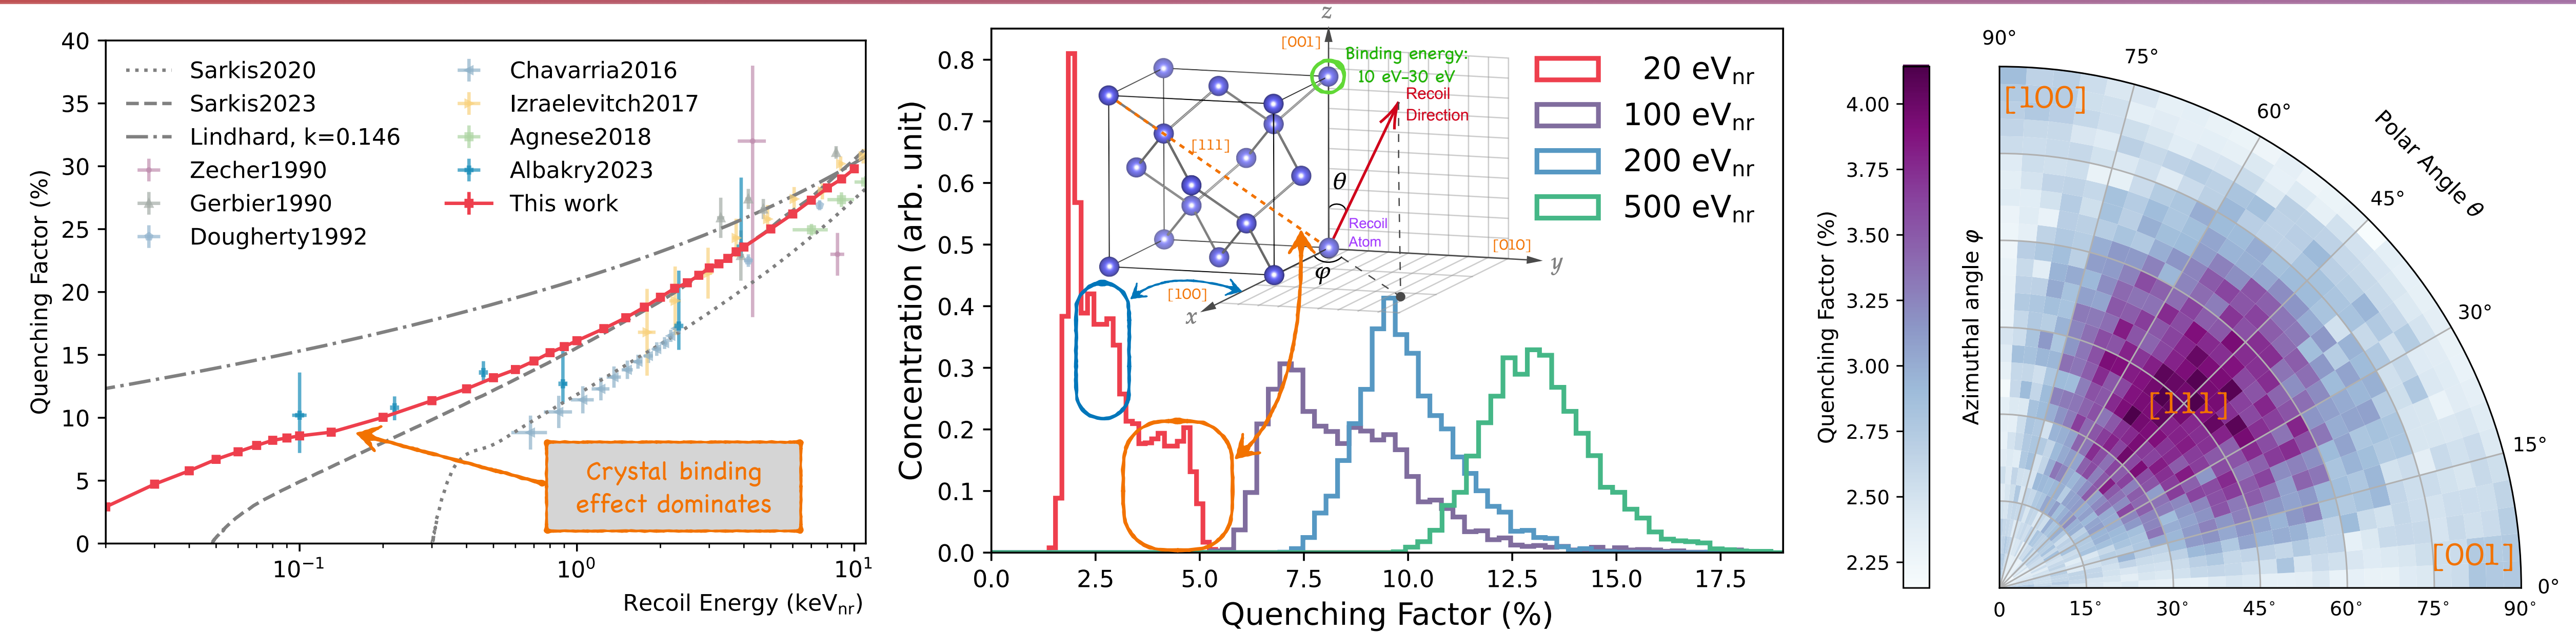 40
35
30
25
20
15
10
5
0
Quenching Factor (%)
Sarkis2020
Sarkis2023
Lindhard, k=0.146
Zecher1990
Gerbier1990
Dougherty1992
Chavarria2016
Izraelevitch2017
Agnese2018
Albakry2023
This work
Crystal binding
effect dominates
10⁻¹
10⁰
10¹
Recoil Energy (keVnr)
0.8
0.7
0.6
0.5
0.4
0.3
0.2
0.1
0.0
Concentration (arb. unit)
z
[001]
Binding energy:
10 eV-30 eV
Recoil
Direction
[111]
θ
Recoil
Atom
[010]
y
φ
[100]
x
20 eVnr
100 eVnr
200 eVnr
500 eVnr
0.0
2.5
5.0
7.5
10.0
12.5
15.0
17.5
Quenching Factor (%)
Quenching Factor (%)
4.00
3.75
3.50
3.25
3.00
2.75
2.50
2.25
Azimuthal angle φ
90°
75°
60°
45°
30°
15°
0°
Polar Angle θ
[100]
[111]
[001]
0
15°
30°
45°
60°
75°
90°